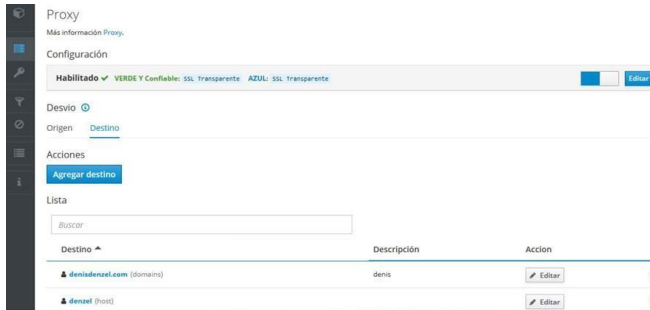 Proxy
Más información Proxy.
Configuración
Habilitado VERDE Y Confiable: SSL Transparente AZUL: SSL Transparente Editar
Desvio
Origen Destino
Acciones
Agregar destino
Lista
Buscar
Destino Descripción Accion
denisdenzel.com (domains) denis Editar
denzel (host) Editar